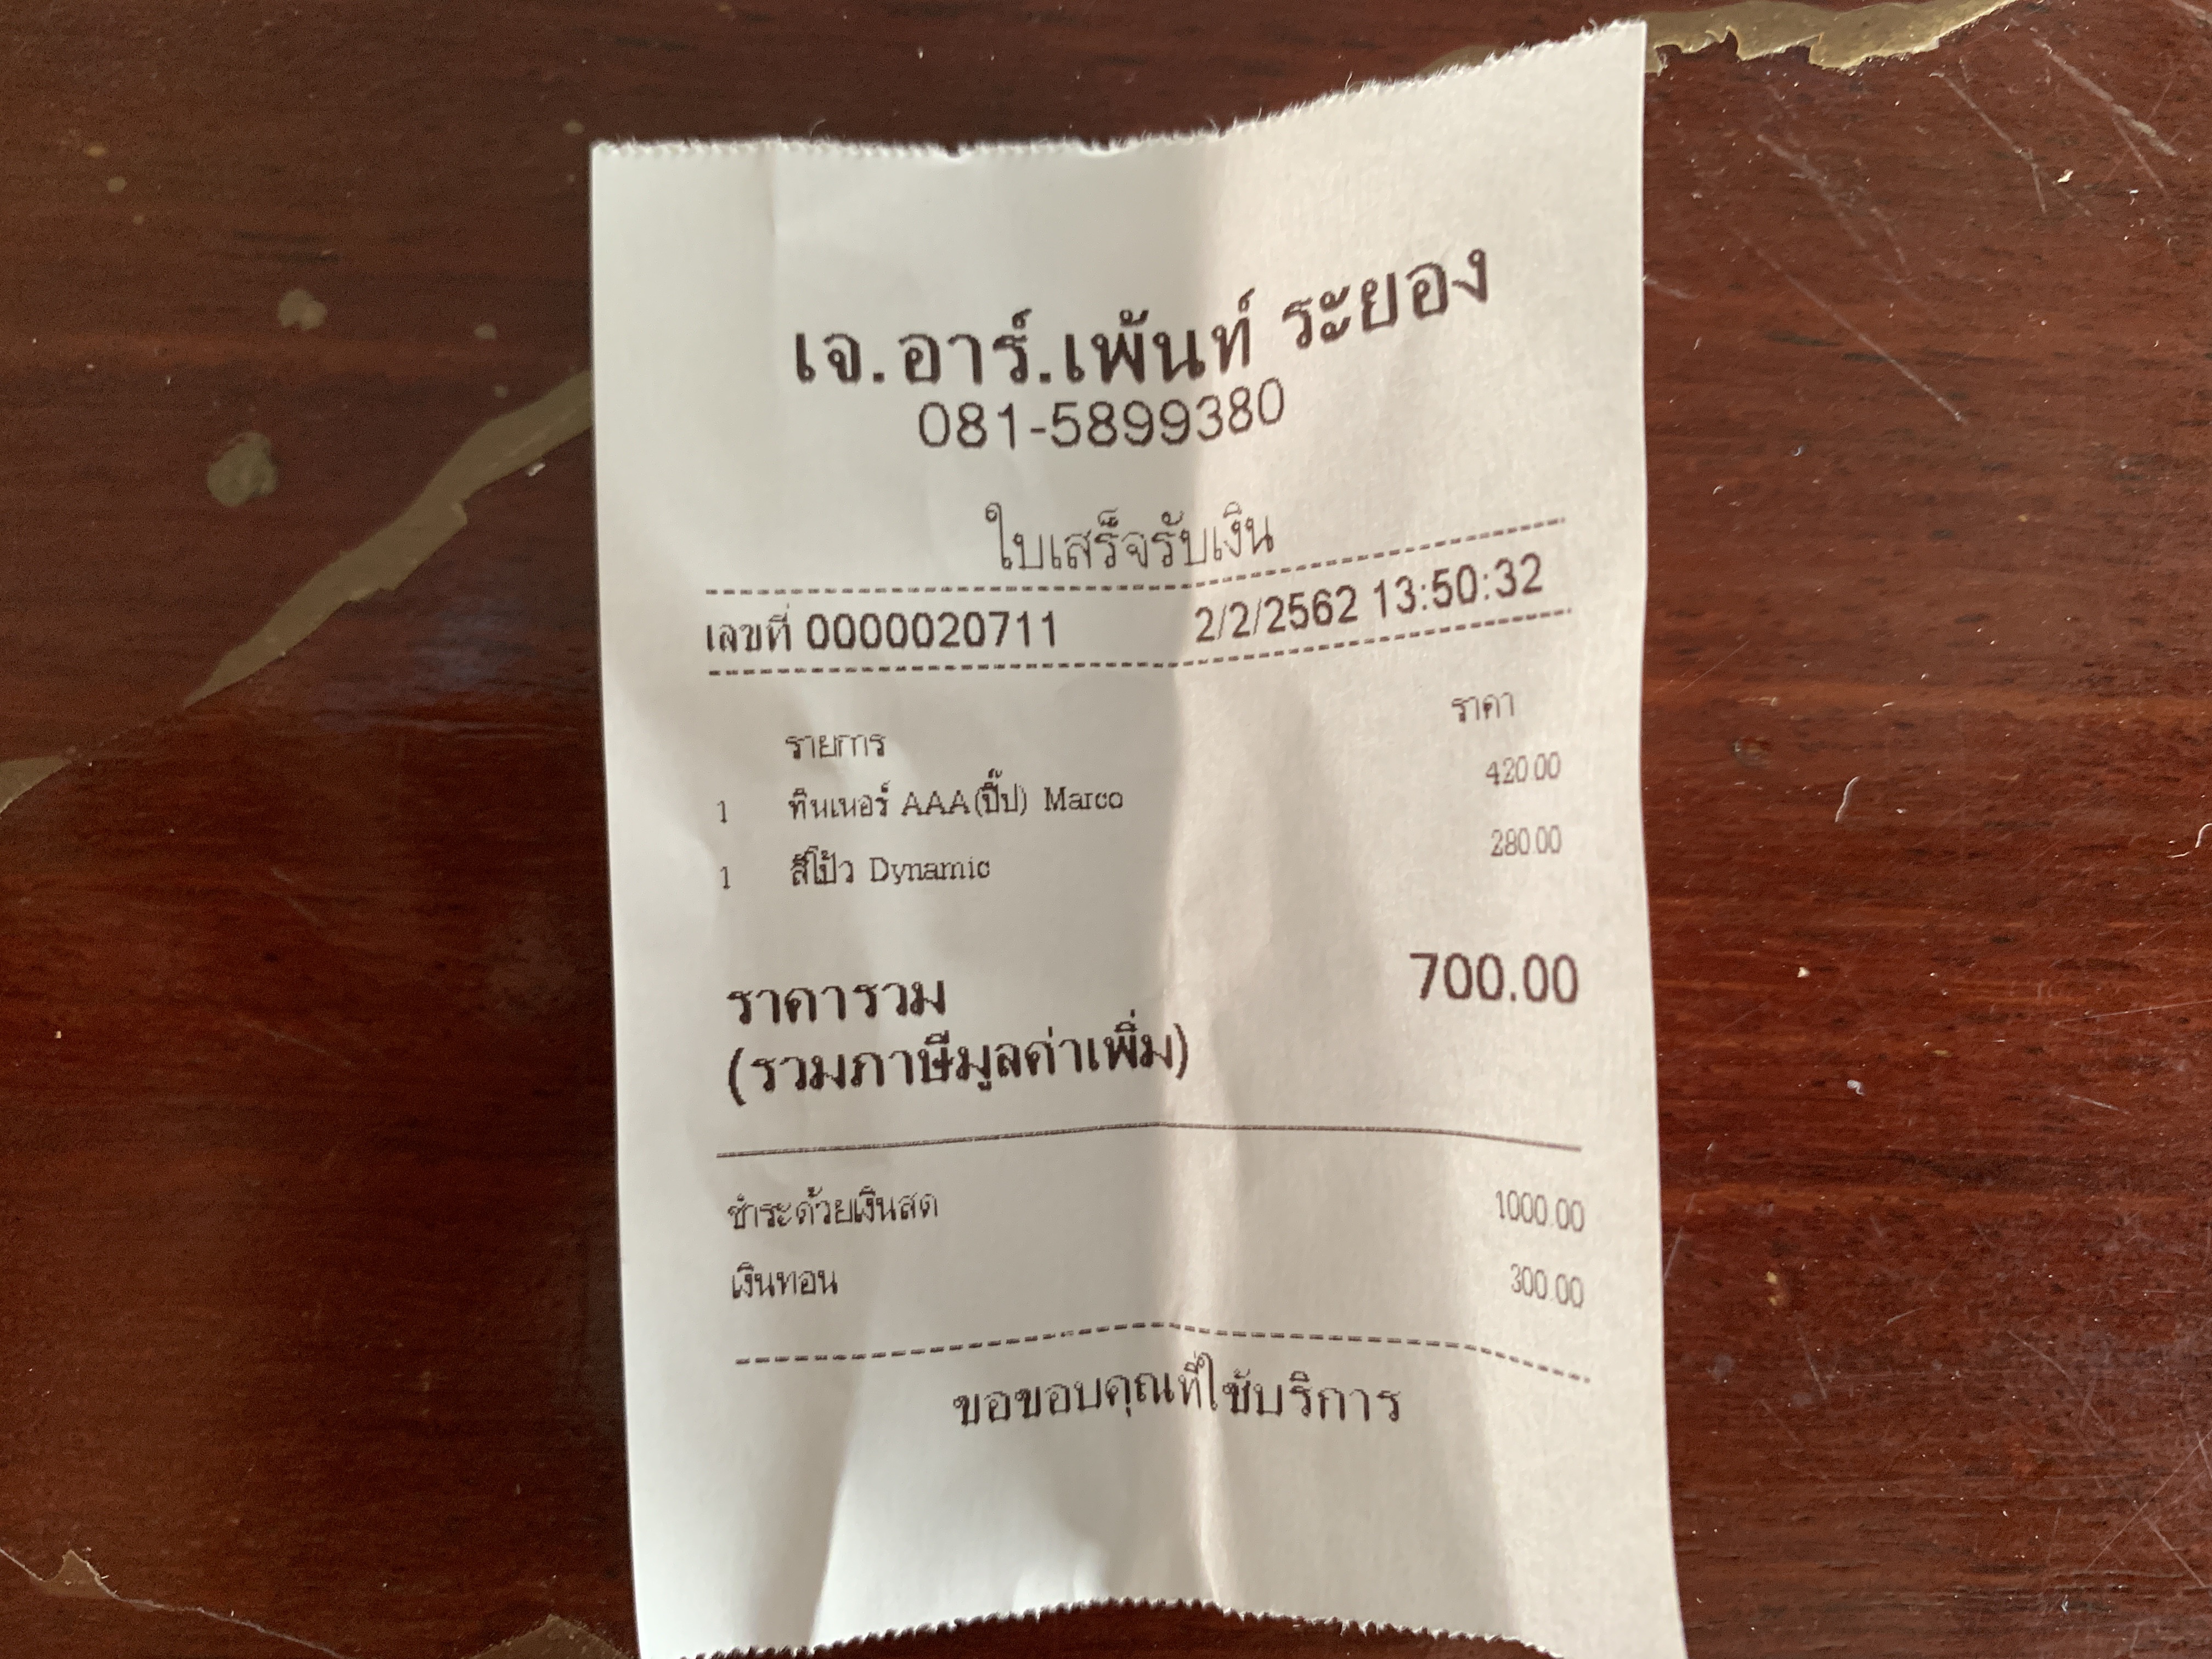 เจ.อาร์.เพ้นท์ ระยอง
081-5899380
ใบเสร็จรับเงิน
เลขที่ 0000020711 2/2/2562 13:50:32
รายการ ราคา
1 ทินเนอร์ AAA(ปี๊ป) Marco 420.00
1 สีโป้ว Dynamic 280.00
ราคารวม 700.00
(รวมภาษีมูลค่าเพิ่ม)
ชำระด้วยเงินสด 1000.00
เงินทอน 300.00
ขอขอบคุณที่ใช้บริการ